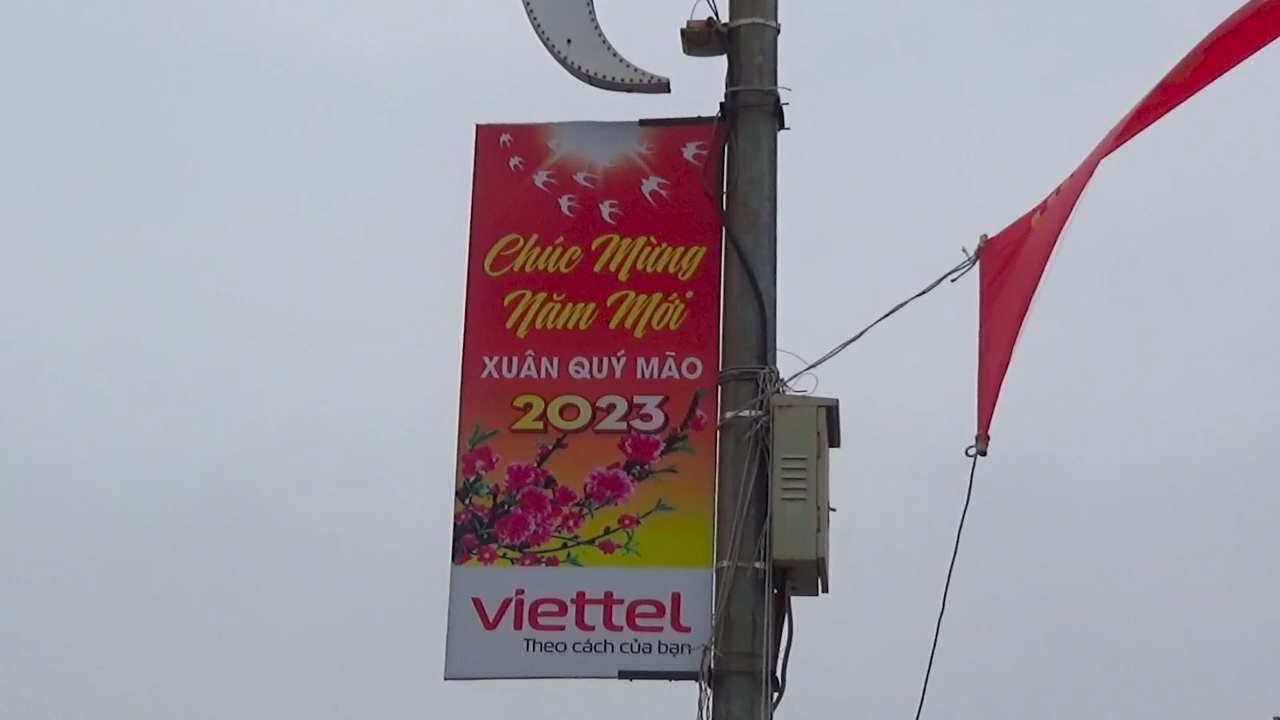 Chúc Mừng
Năm Mới
XUÂN QUÝ MÃO
2023
viettel
Theo cách của bạn